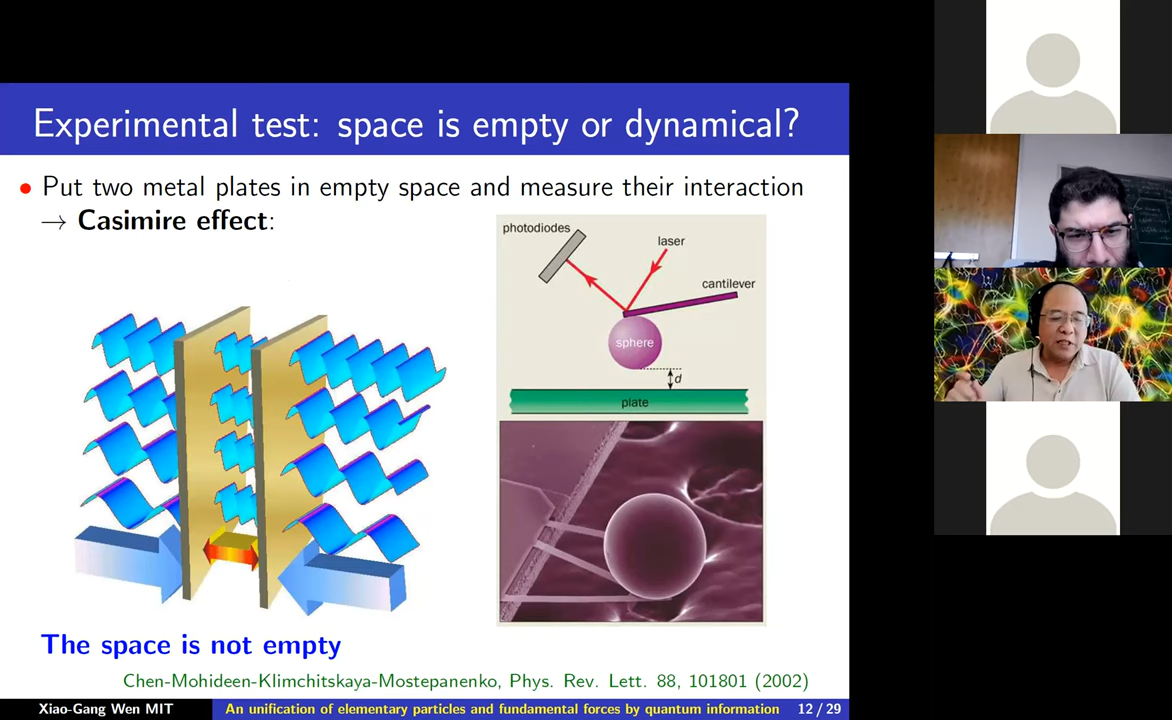 Experimental test: space is empty or dynamical?
• Put two metal plates in empty space and measure their interaction
→ Casimire effect:
photodiodes
laser
cantilever
sphere
d
plate
The space is not empty
Chen-Mohideen-Klimchitskaya-Mostepanenko, Phys. Rev. Lett. 88, 101801 (2002)
Xiao-Gang Wen MIT
An unification of elementary particles and fundamental forces by quantum information
12 / 29